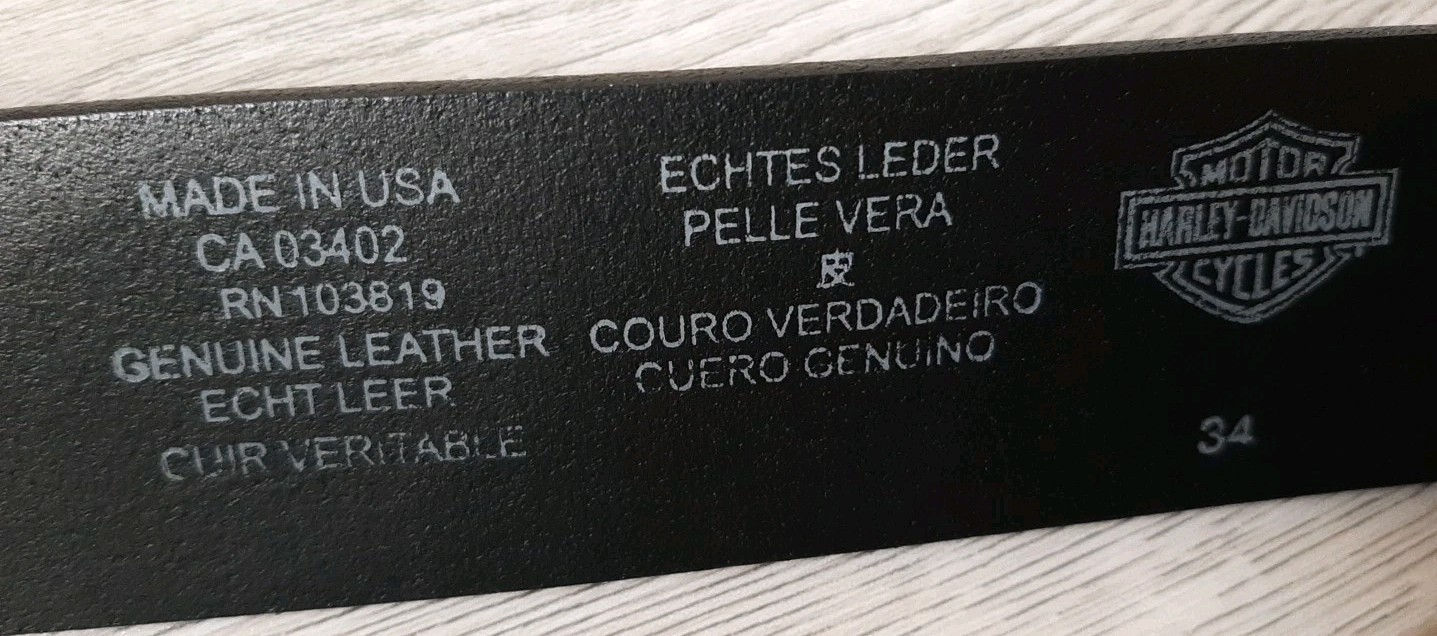 MADE IN USA
CA 03402
RN 103819
GENUINE LEATHER
ECHT LEER
CUIR VERITABLE
ECHTES LEDER
PELLE VERA
皮
COURO VERDADEIRO
CUERO GENUINO
MOTOR
HARLEY-DAVIDSON
CYCLES
34